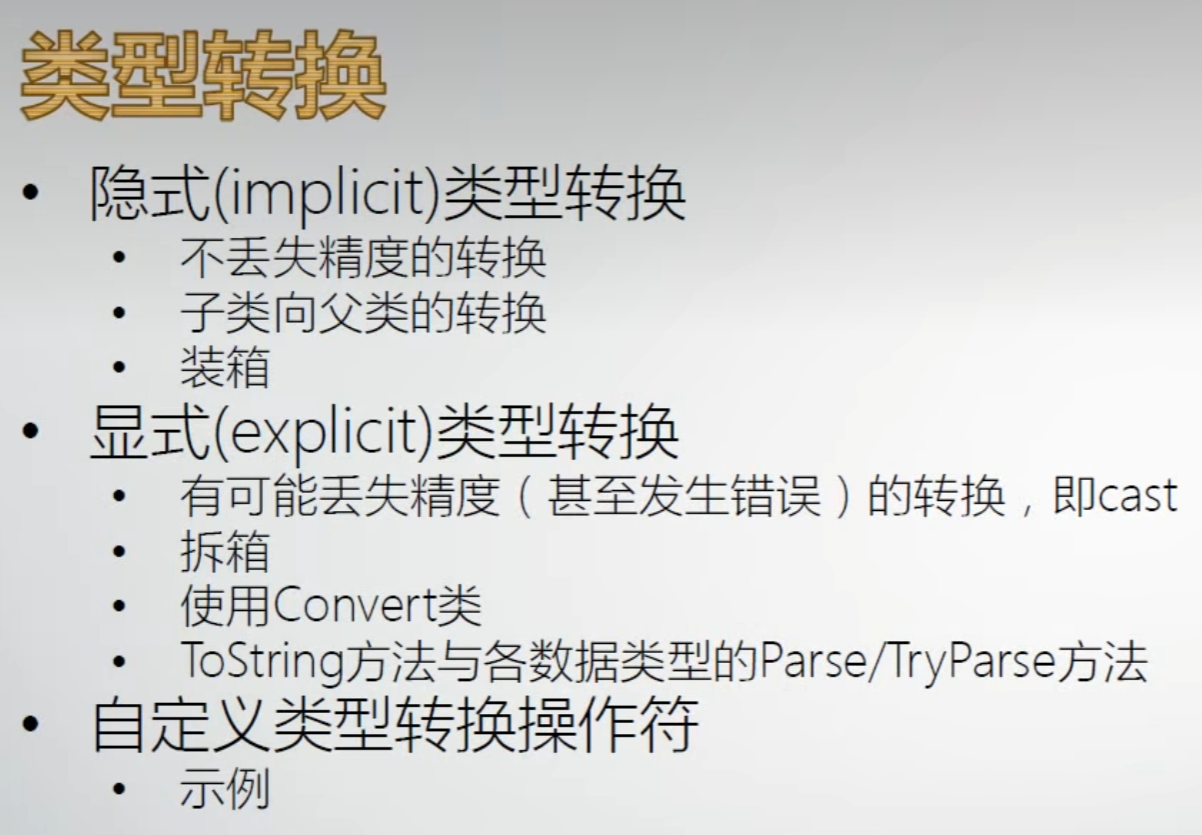 类型转换
• 隐式(implicit)类型转换
• 不丢失精度的转换
• 子类向父类的转换
• 装箱
• 显式(explicit)类型转换
• 有可能丢失精度（甚至发生错误）的转换，即cast
• 拆箱
• 使用Convert类
• ToString方法与各数据类型的Parse/TryParse方法
• 自定义类型转换操作符
• 示例